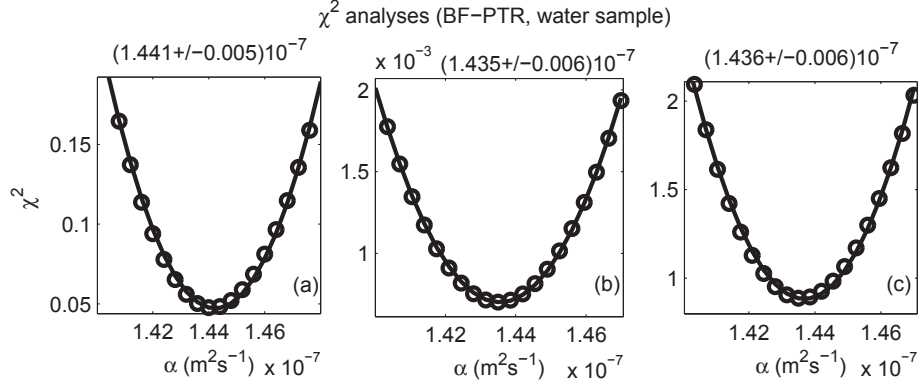 χ² analyses (BF−PTR, water sample)
(1.441+/−0.005)10⁻⁷
x 10⁻³
(1.435+/−0.006)10⁻⁷
(1.436+/−0.006)10⁻⁷
χ²
0.15
0.1
0.05
(a)
1.42 1.44 1.46
α (m²s⁻¹) x 10⁻⁷
2
1.5
1
(b)
1.42 1.44 1.46
α (m²s⁻¹) x 10⁻⁷
2
1.5
1
(c)
1.42 1.44 1.46
α (m²s⁻¹) x 10⁻⁷